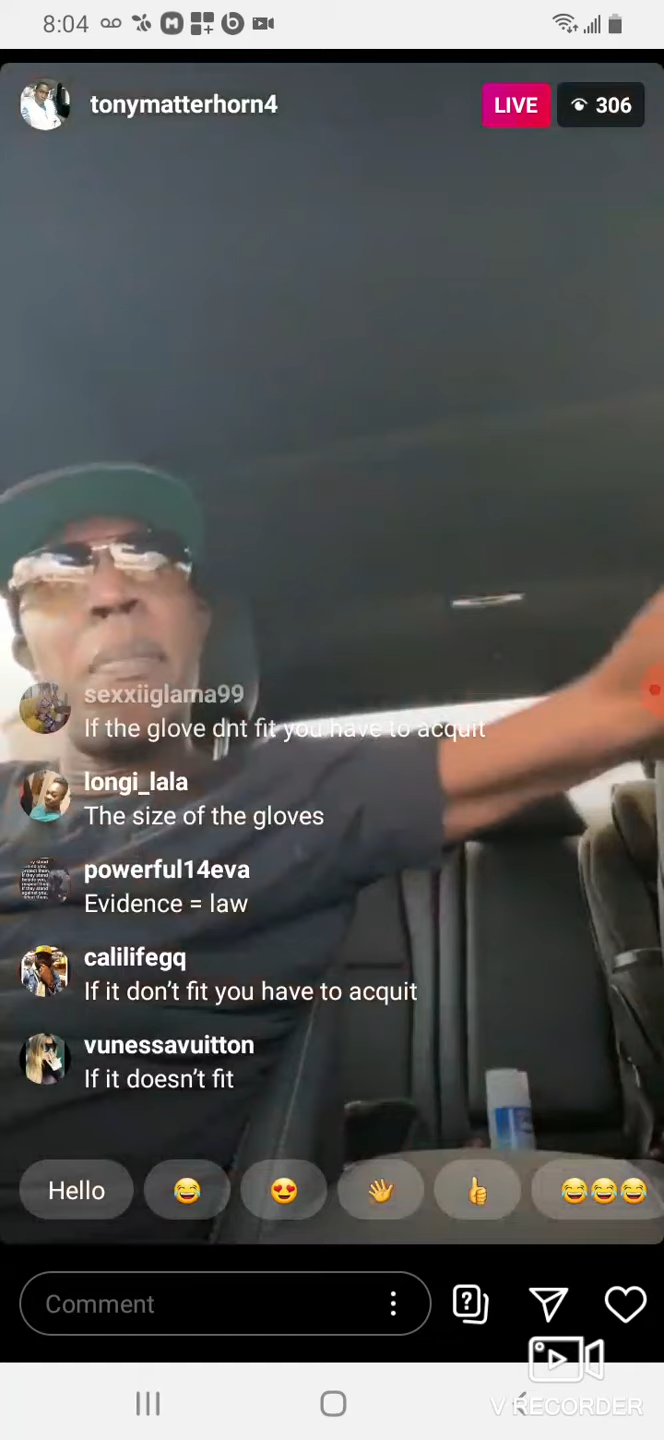 8:04
tonymatterhorn4
LIVE
306
sexxiiglama99
If the glove dnt fit you have to acquit
longi_lala
The size of the gloves
powerful14eva
Evidence = law
calilifegq
If it don't fit you have to acquit
vunessavuitton
If it doesn't fit
Hello
Comment
V RECORDER